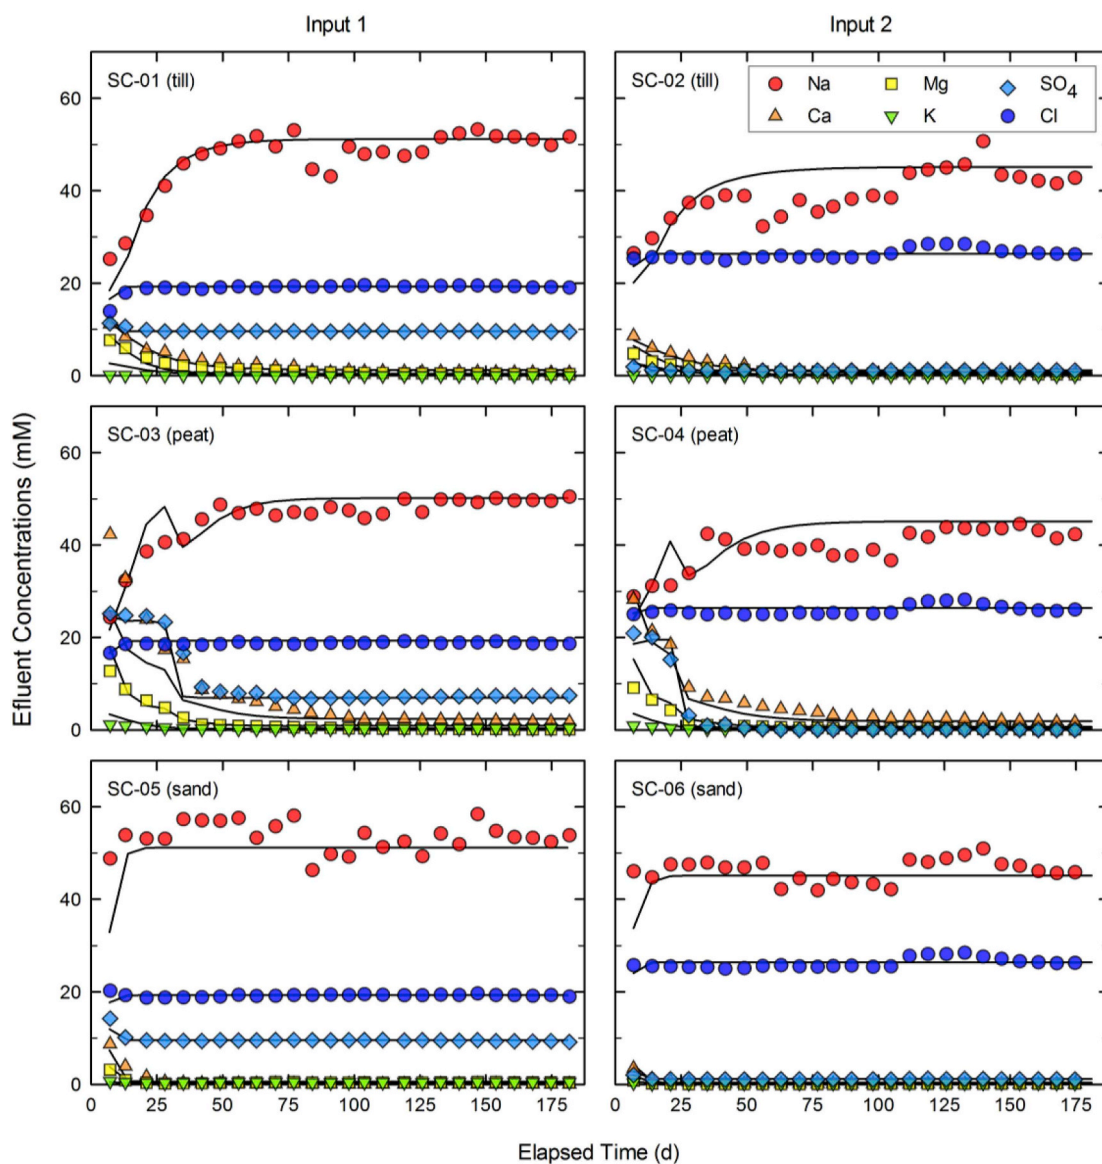 Input 1
Input 2
SC-01 (till)
SC-02 (till)
Na
Mg
SO4
Ca
K
Cl
60
40
20
0
SC-03 (peat)
SC-04 (peat)
60
40
20
0
Efluent Concentrations (mM)
SC-05 (sand)
SC-06 (sand)
60
40
20
0
0 25 50 75 100 125 150 175
0 25 50 75 100 125 150 175
Elapsed Time (d)